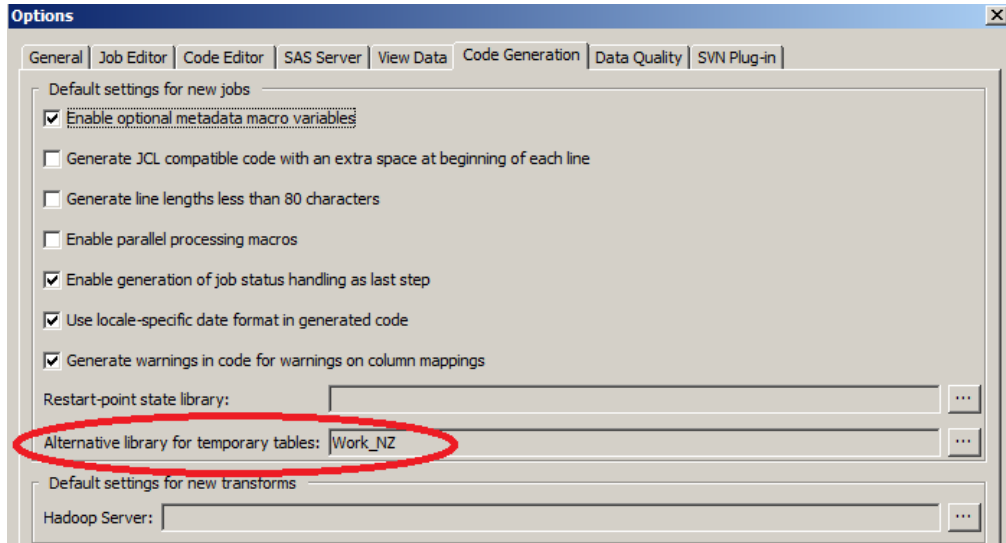 Options
General Job Editor Code Editor SAS Server View Data Code Generation Data Quality SVN Plug-in
Default settings for new jobs
Enable optional metadata macro variables
Generate JCL compatible code with an extra space at beginning of each line
Generate line lengths less than 80 characters
Enable parallel processing macros
Enable generation of job status handling as last step
Use locale-specific date format in generated code
Generate warnings in code for warnings on column mappings
Restart-point state library: ...
Alternative library for temporary tables: Work_NZ ...
Default settings for new transforms
Hadoop Server: ...